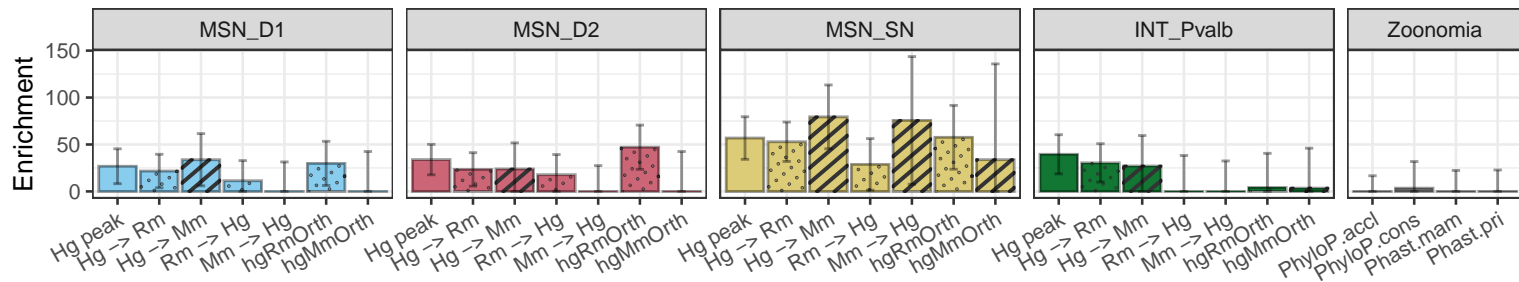 MSN_D1 MSN_D2 MSN_SN INT_Pvalb Zoonomia
Enrichment
150
100
50
0
Hg peak Hg -> Rm Hg -> Mm Rm -> Hg Mm -> Hg hgRmOrth hgMmOrth
Hg peak Hg -> Rm Hg -> Mm Rm -> Hg Mm -> Hg hgRmOrth hgMmOrth
Hg peak Hg -> Rm Hg -> Mm Rm -> Hg Mm -> Hg hgRmOrth hgMmOrth
Hg peak Hg -> Rm Hg -> Mm Rm -> Hg Mm -> Hg hgRmOrth hgMmOrth
PhyloP.accl PhyloP.cons Phast.mam Phast.pri